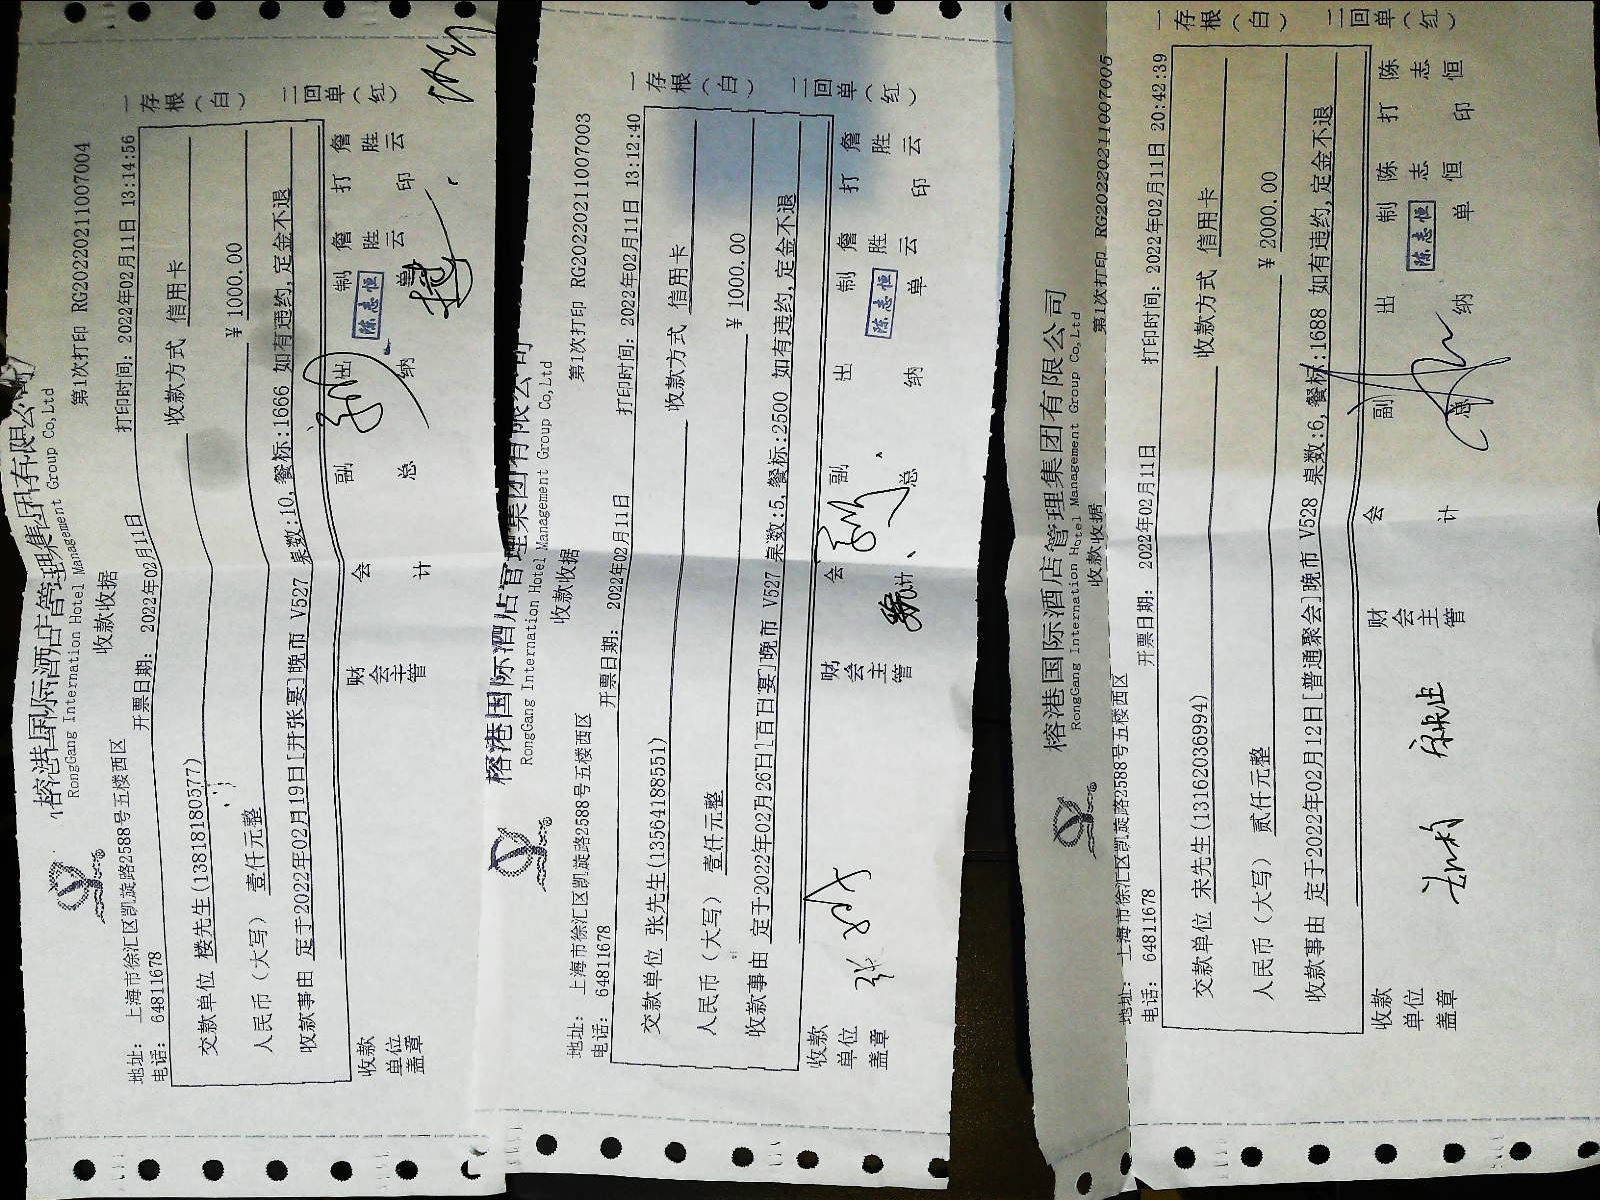 榕港国际酒店管理集团有限公司
RongGang International Hotel Management Group Co,Ltd
收款收据
第1次打印 RG20220211007004
地址: 上海市徐汇区凯旋路2588号五楼西区
电话: 64811678
开票日期: 2022年02月11日
打印时间: 2022年02月11日 13:14:56
交款单位 楼先生(13818180577)
收款方式 信用卡
人民币（大写） 壹仟元整
¥ 1000.00
收款事由 定于2022年02月19日[开张宴]晚市 V527 桌数:10,餐标:1666 如有违约,定金不退
一存根（白）
二回单（红）
收款单位盖章
财会主管
会计
副总
出纳
陈志恒
制单 詹胜云
打印 詹胜云
榕港国际酒店管理集团有限公司
RongGang International Hotel Management Group Co,Ltd
收款收据
第1次打印 RG20220211007003
地址: 上海市徐汇区凯旋路2588号五楼西区
电话: 64811678
开票日期: 2022年02月11日
打印时间: 2022年02月11日 13:12:40
交款单位 张先生(13564188551)
收款方式 信用卡
人民币（大写） 壹仟元整
¥ 1000.00
收款事由 定于2022年02月26日[百日宴]晚市 V527 桌数:5,餐标:2500 如有违约,定金不退
一存根（白）
二回单（红）
收款单位盖章
财会主管
会计
副总
出纳
陈志恒
制单 詹胜云
打印 詹胜云
榕港国际酒店管理集团有限公司
RongGang International Hotel Management Group Co,Ltd
收款收据
第1次打印 RG20220211007005
地址: 上海市徐汇区凯旋路2588号五楼西区
电话: 64811678
开票日期: 2022年02月11日
打印时间: 2022年02月11日 20:42:39
交款单位 宋先生(13162036994)
收款方式 信用卡
人民币（大写） 贰仟元整
¥ 2000.00
收款事由 定于2022年02月12日[普通聚会]晚市 V528 桌数:6,餐标:1688 如有违约,定金不退
一存根（白）
二回单（红）
收款单位盖章
财会主管
会计
副总
出纳
陈志恒
制单 陈志恒
打印 陈志恒